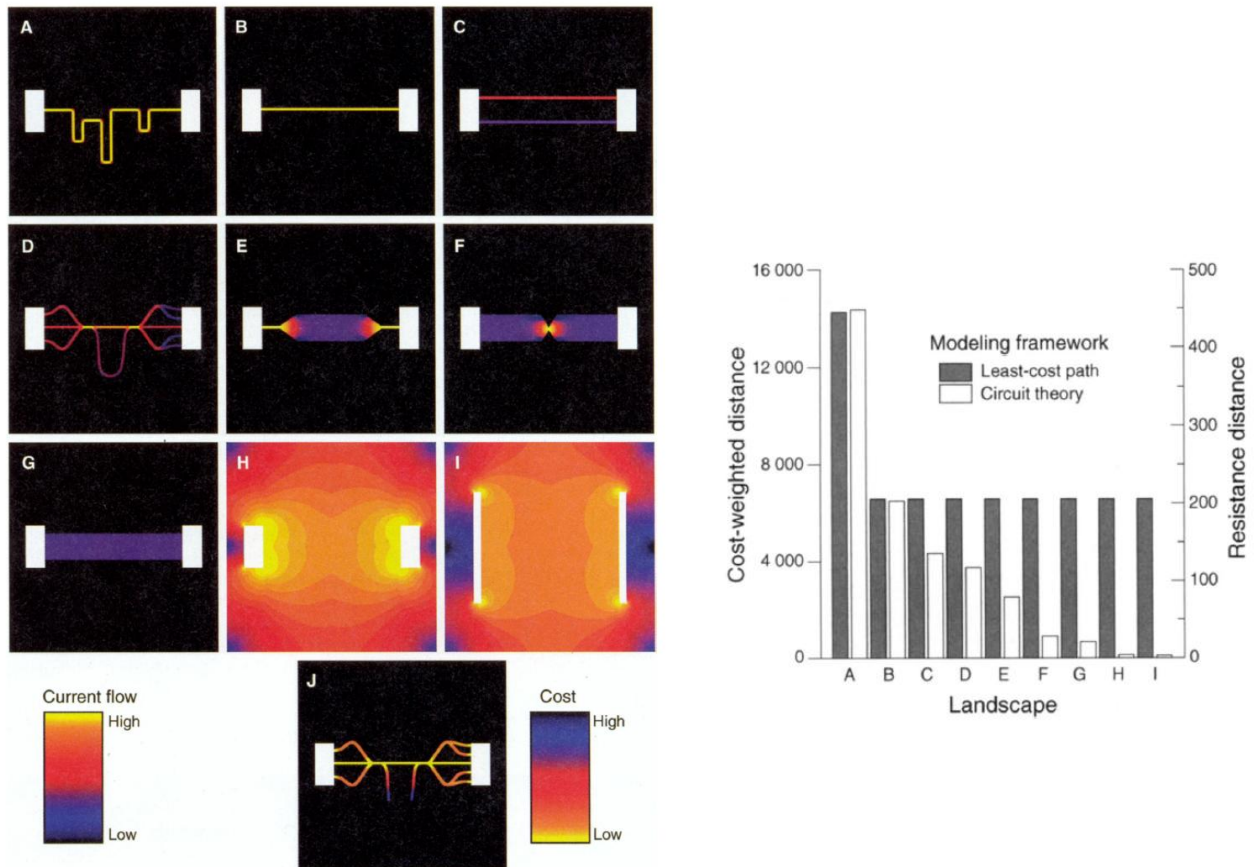 A
B
C
D
E
F
G
H
I
Current flow
High
Low
J
Cost
High
Low
16 000
12 000
8 000
4 000
0
Cost-weighted distance
Modeling framework
Least-cost path
Circuit theory
500
400
300
200
100
0
Resistance distance
A B C D E F G H I
Landscape